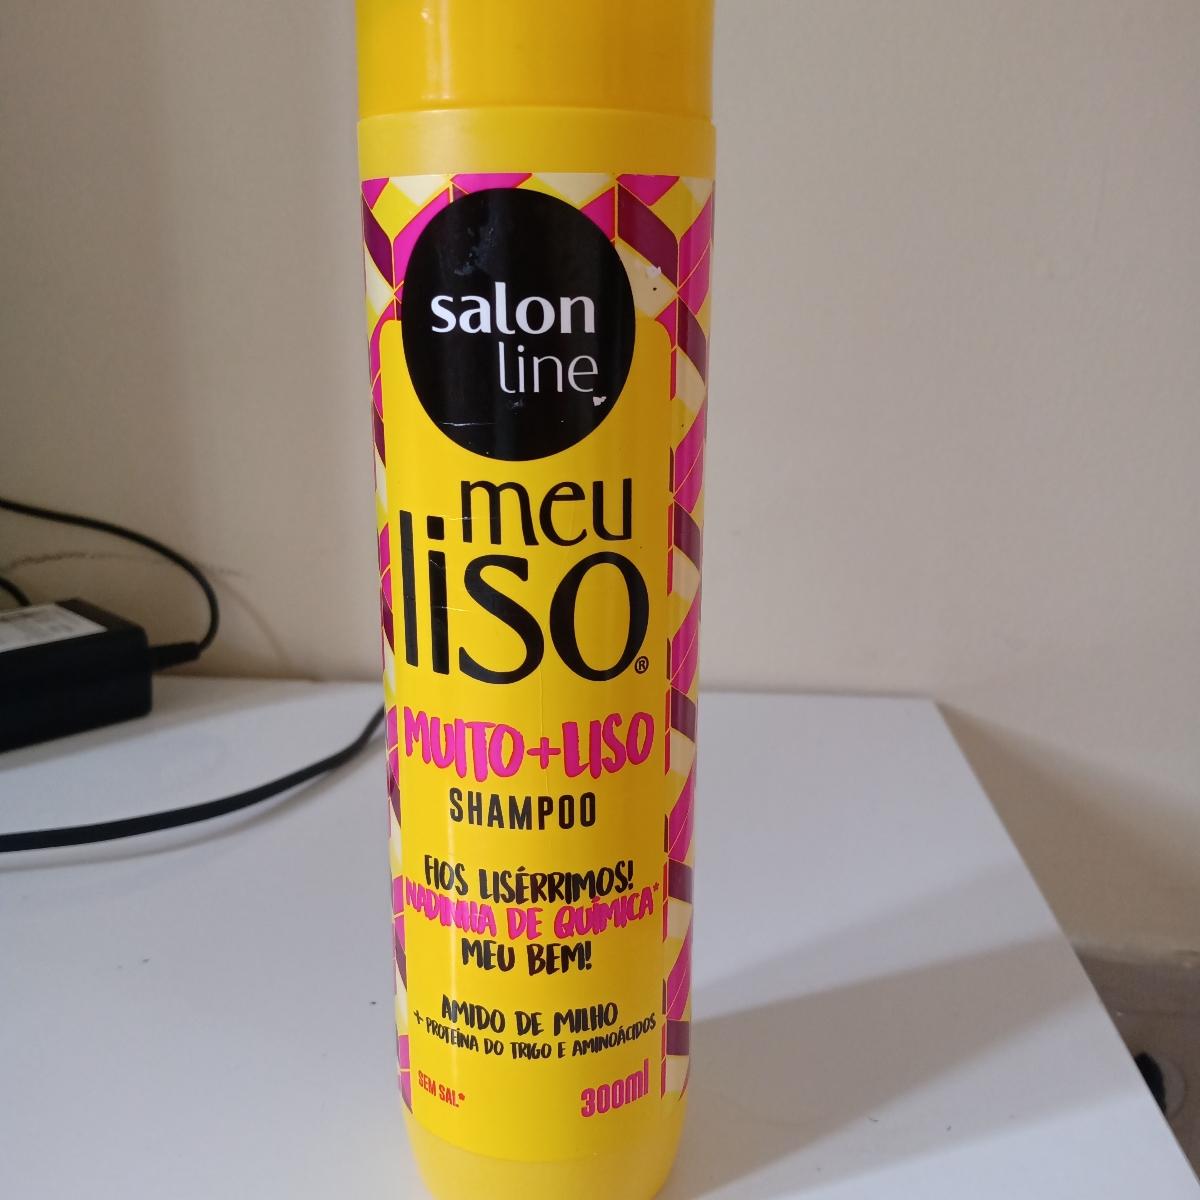 salon
line
meu
liso®
MUITO+LISO
SHAMPOO
FIOS LISÉRRIMOS!
NADINHA DE QUÍMICA*
MEU BEM!
AMIDO DE MILHO
+ PROTEÍNA DO TRIGO E AMINOÁCIDOS
SEM SAL*
300ml